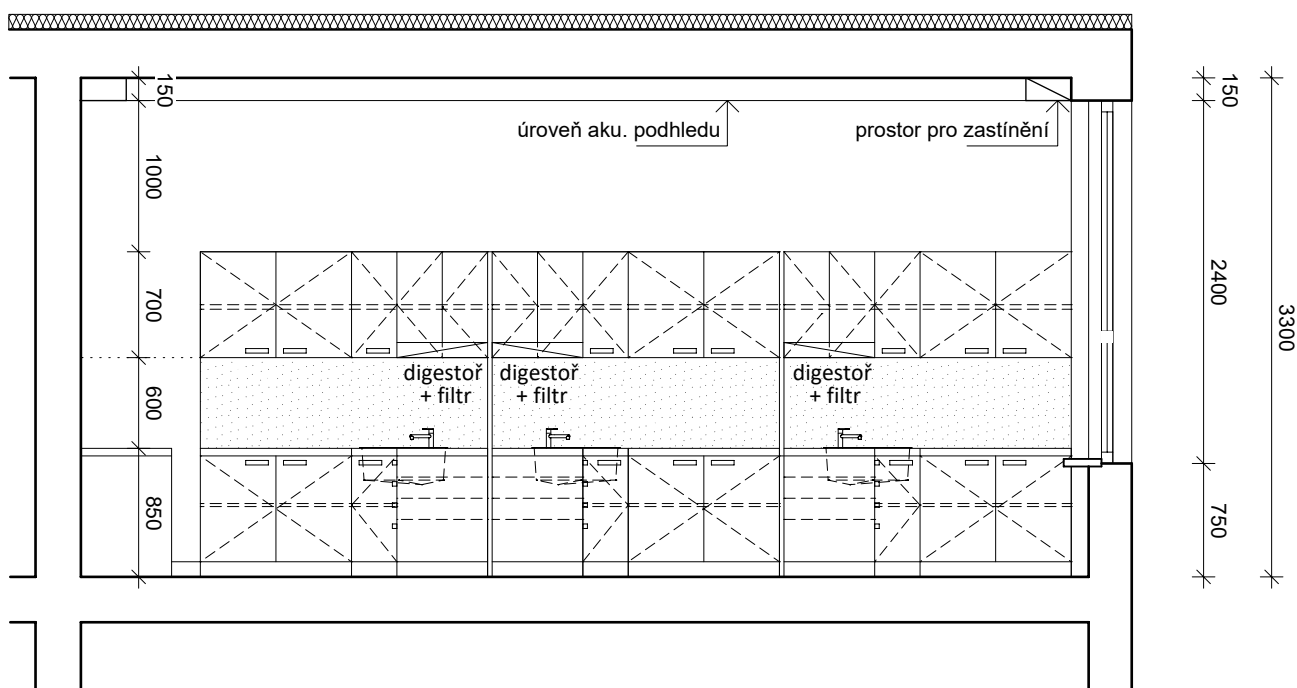 150
150
úroveň aku. podhledu
prostor pro zastínění
1000
2400
3300
700
digestoř
+ filtr
digestoř
+ filtr
digestoř
+ filtr
600
850
750